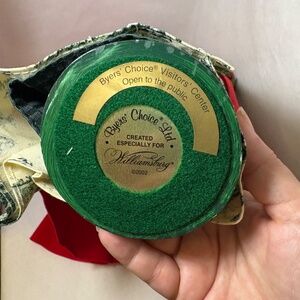 Byers' Choice® Visitors' Center
Open to the public
Byers' Choice® Ltd
CREATED
ESPECIALLY FOR
Williamsburg
©2002